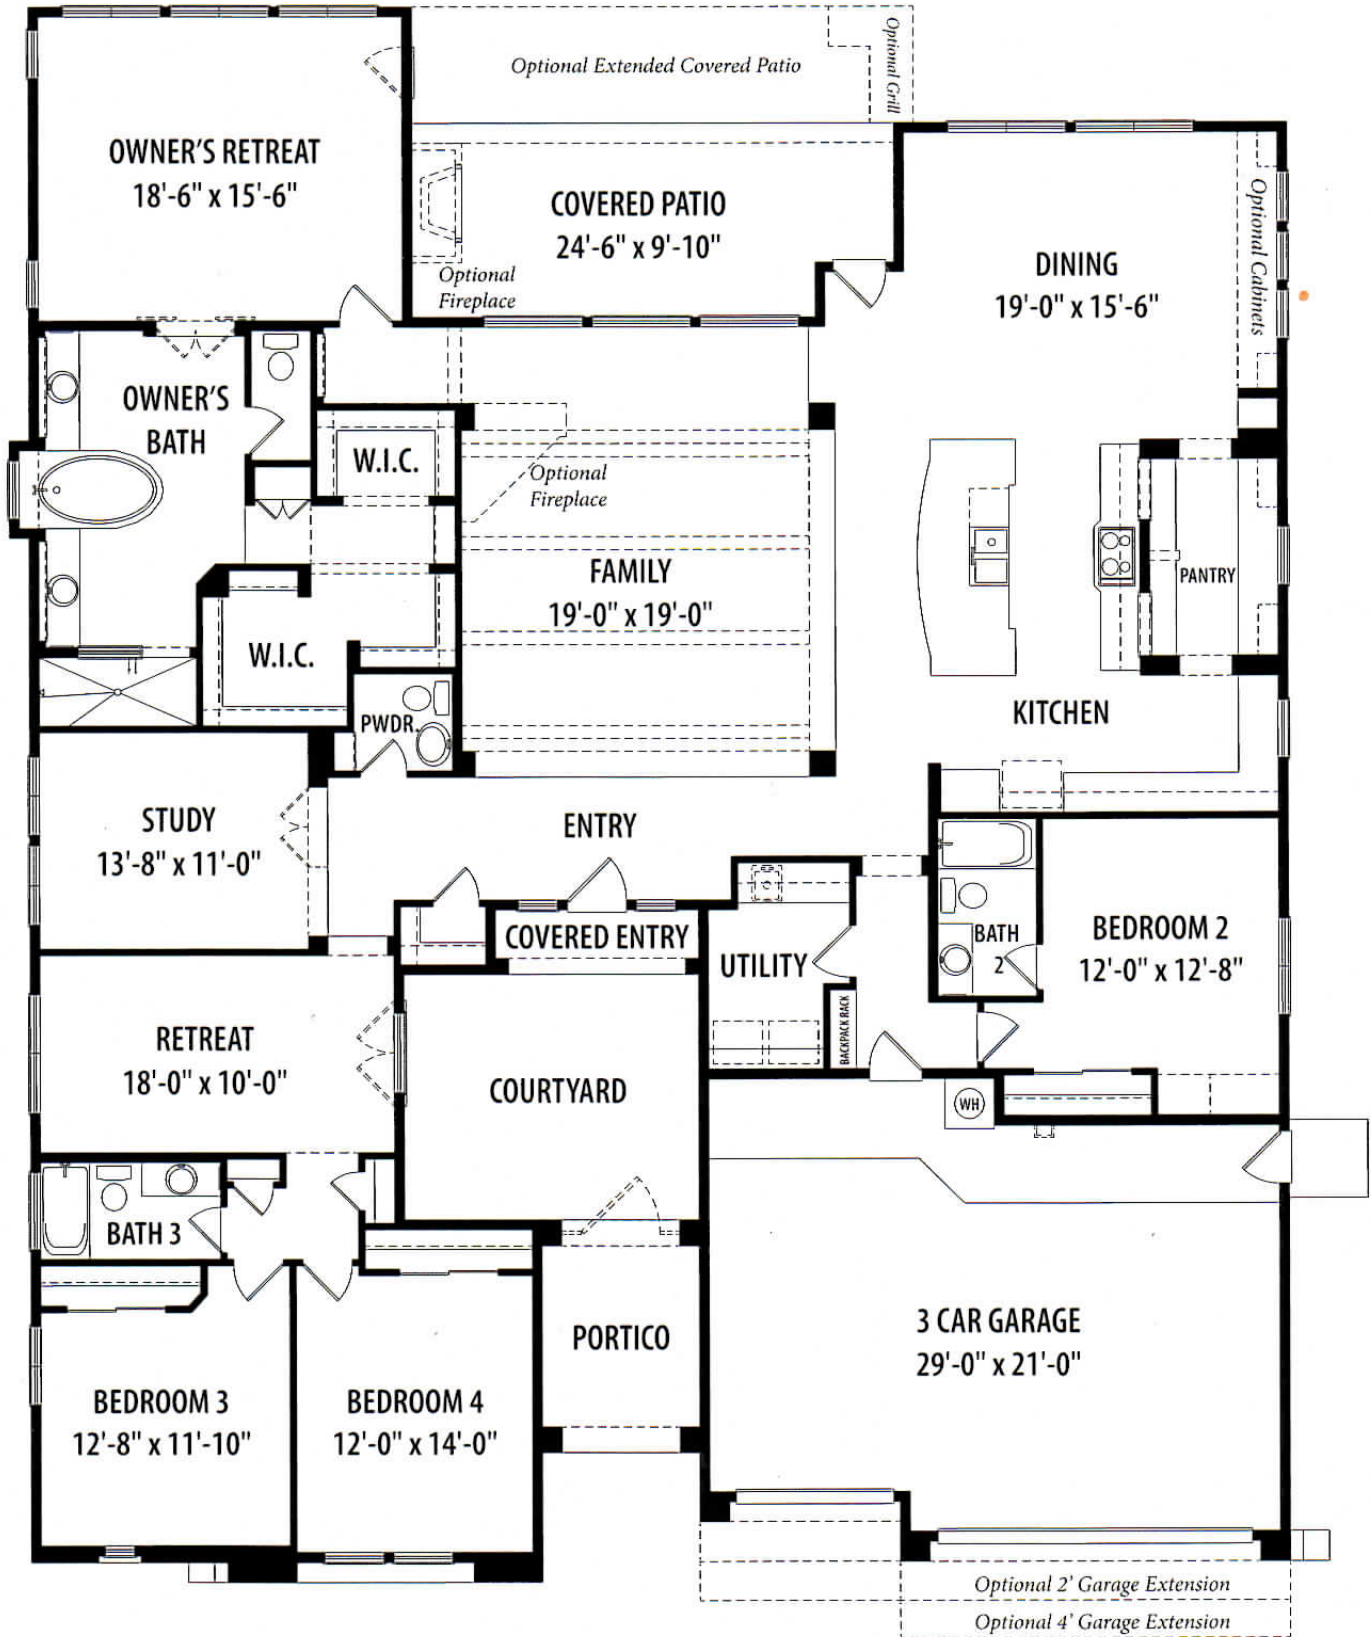 Optional Extended Covered Patio
Optional Grill
OWNER'S RETREAT
18'-6" x 15'-6"
COVERED PATIO
24'-6" x 9'-10"
Optional
Fireplace
DINING
19'-0" x 15'-6"
Optional Cabinets
OWNER'S
BATH
W.I.C.
Optional
Fireplace
FAMILY
19'-0" x 19'-0"
PANTRY
W.I.C.
PWDR.
KITCHEN
STUDY
13'-8" x 11'-0"
ENTRY
COVERED ENTRY
UTILITY
BATH
2
BEDROOM 2
12'-0" x 12'-8"
BACKPACK RACK
RETREAT
18'-0" x 10'-0"
COURTYARD
WH
BATH 3
PORTICO
3 CAR GARAGE
29'-0" x 21'-0"
BEDROOM 3
12'-8" x 11'-10"
BEDROOM 4
12'-0" x 14'-0"
Optional 2' Garage Extension
Optional 4' Garage Extension